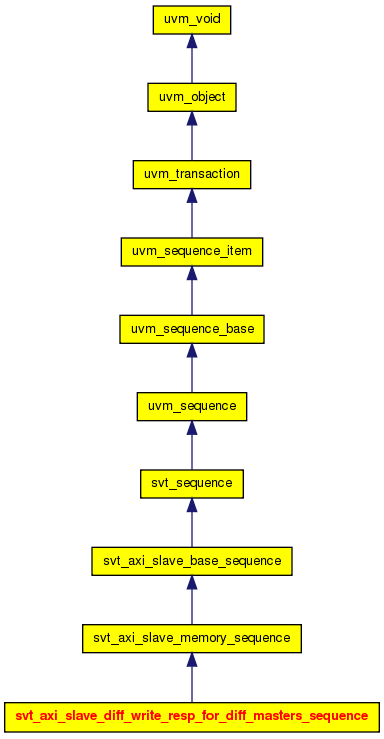 uvm_void
uvm_object
uvm_transaction
uvm_sequence_item
uvm_sequence_base
uvm_sequence
svt_sequence
svt_axi_slave_base_sequence
svt_axi_slave_memory_sequence
svt_axi_slave_diff_write_resp_for_diff_masters_sequence